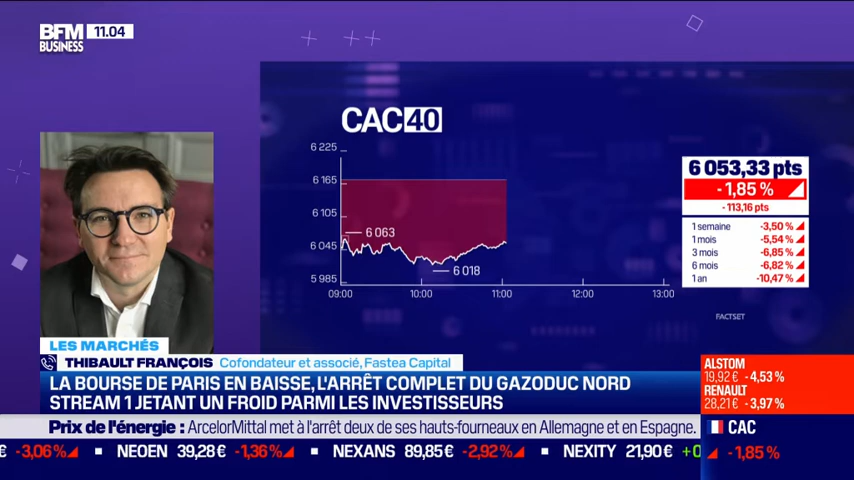 BFM
BUSINESS
11.04
CAC 40
6 225
6 165
6 105
6 045
5 985
6 063
6 018
09:00 10:00 11:00 12:00 13:00
6 053,33 pts
-1,85 %
-113,16 pts
1 semaine -3,50 %
1 mois -5,54 %
3 mois -6,85 %
6 mois -6,82 %
1 an -10,47 %
FACTSET
LES MARCHÉS
THIBAULT FRANÇOIS Cofondateur et associé, Fastea Capital
LA BOURSE DE PARIS EN BAISSE, L'ARRÊT COMPLET DU GAZODUC NORD
STREAM 1 JETANT UN FROID PARMI LES INVESTISSEURS
ALSTOM
19,92 € -4,53 %
RENAULT
28,21 € -3,97 %
Prix de l'énergie : ArcelorMittal met à l'arrêt deux de ses hauts-fourneaux en Allemagne et en Espagne.
CAC
-1,85 %
€ -3,06 % NEOEN 39,28 € -1,36 % NEXANS 89,85 € -2,92 % NEXITY 21,90 € +0